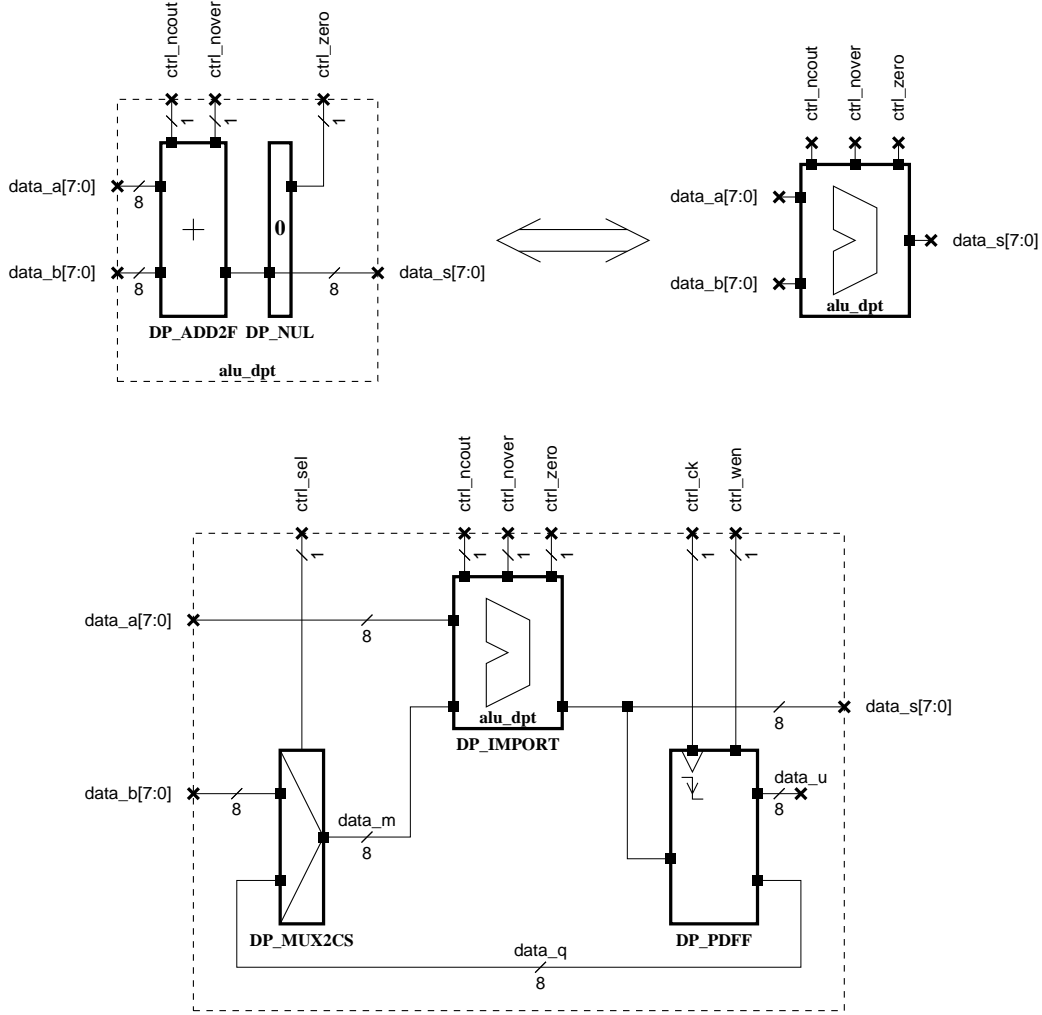 ctrl_ncout
ctrl_nover
ctrl_zero
1
1
1
data_a[7:0]
8
0
data_b[7:0]
8
8
data_s[7:0]
DP_ADD2F
DP_NUL
alu_dpt
ctrl_ncout
ctrl_nover
ctrl_zero
data_a[7:0]
data_s[7:0]
data_b[7:0]
alu_dpt
ctrl_sel
ctrl_ncout
ctrl_nover
ctrl_zero
ctrl_ck
ctrl_wen
1
1
1
1
1
1
data_a[7:0]
8
data_s[7:0]
8
alu_dpt
DP_IMPORT
data_b[7:0]
8
data_m
8
data_u
8
DP_MUX2CS
DP_PDFF
data_q
8